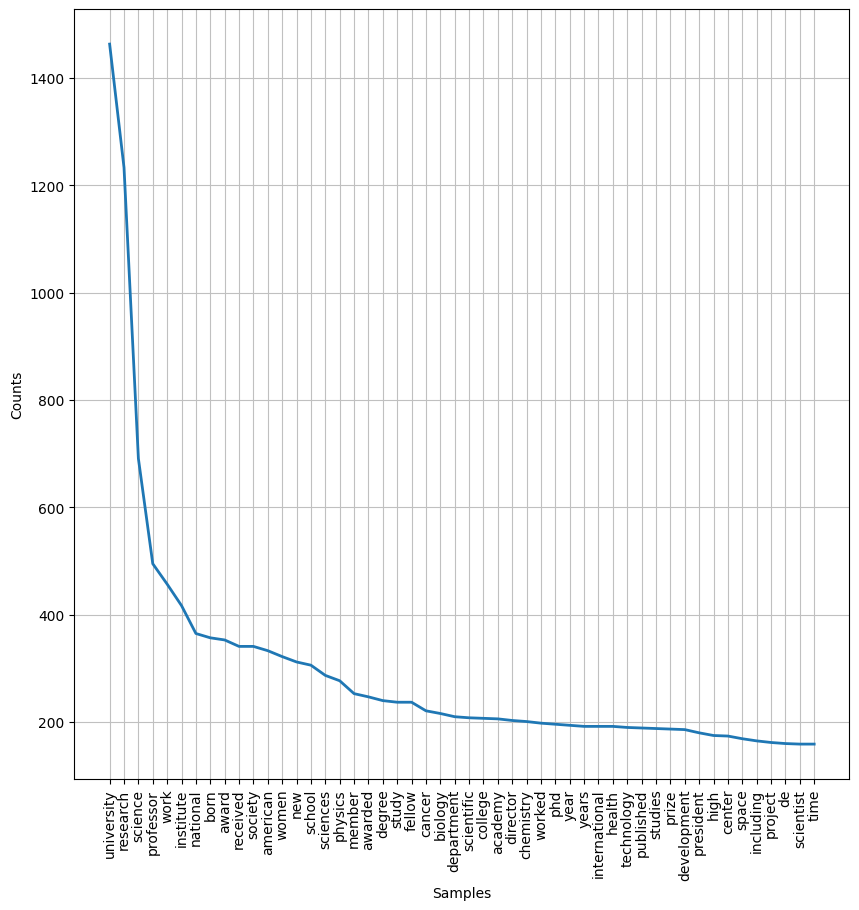 1400
1200
1000
800
600
400
200
Counts
university
research
science
professor
work
institute
national
born
award
received
society
american
women
new
school
sciences
physics
member
awarded
degree
study
fellow
cancer
biology
department
scientific
college
academy
director
chemistry
worked
phd
year
years
international
health
technology
published
studies
prize
development
president
high
center
space
including
project
de
scientist
time
Samples